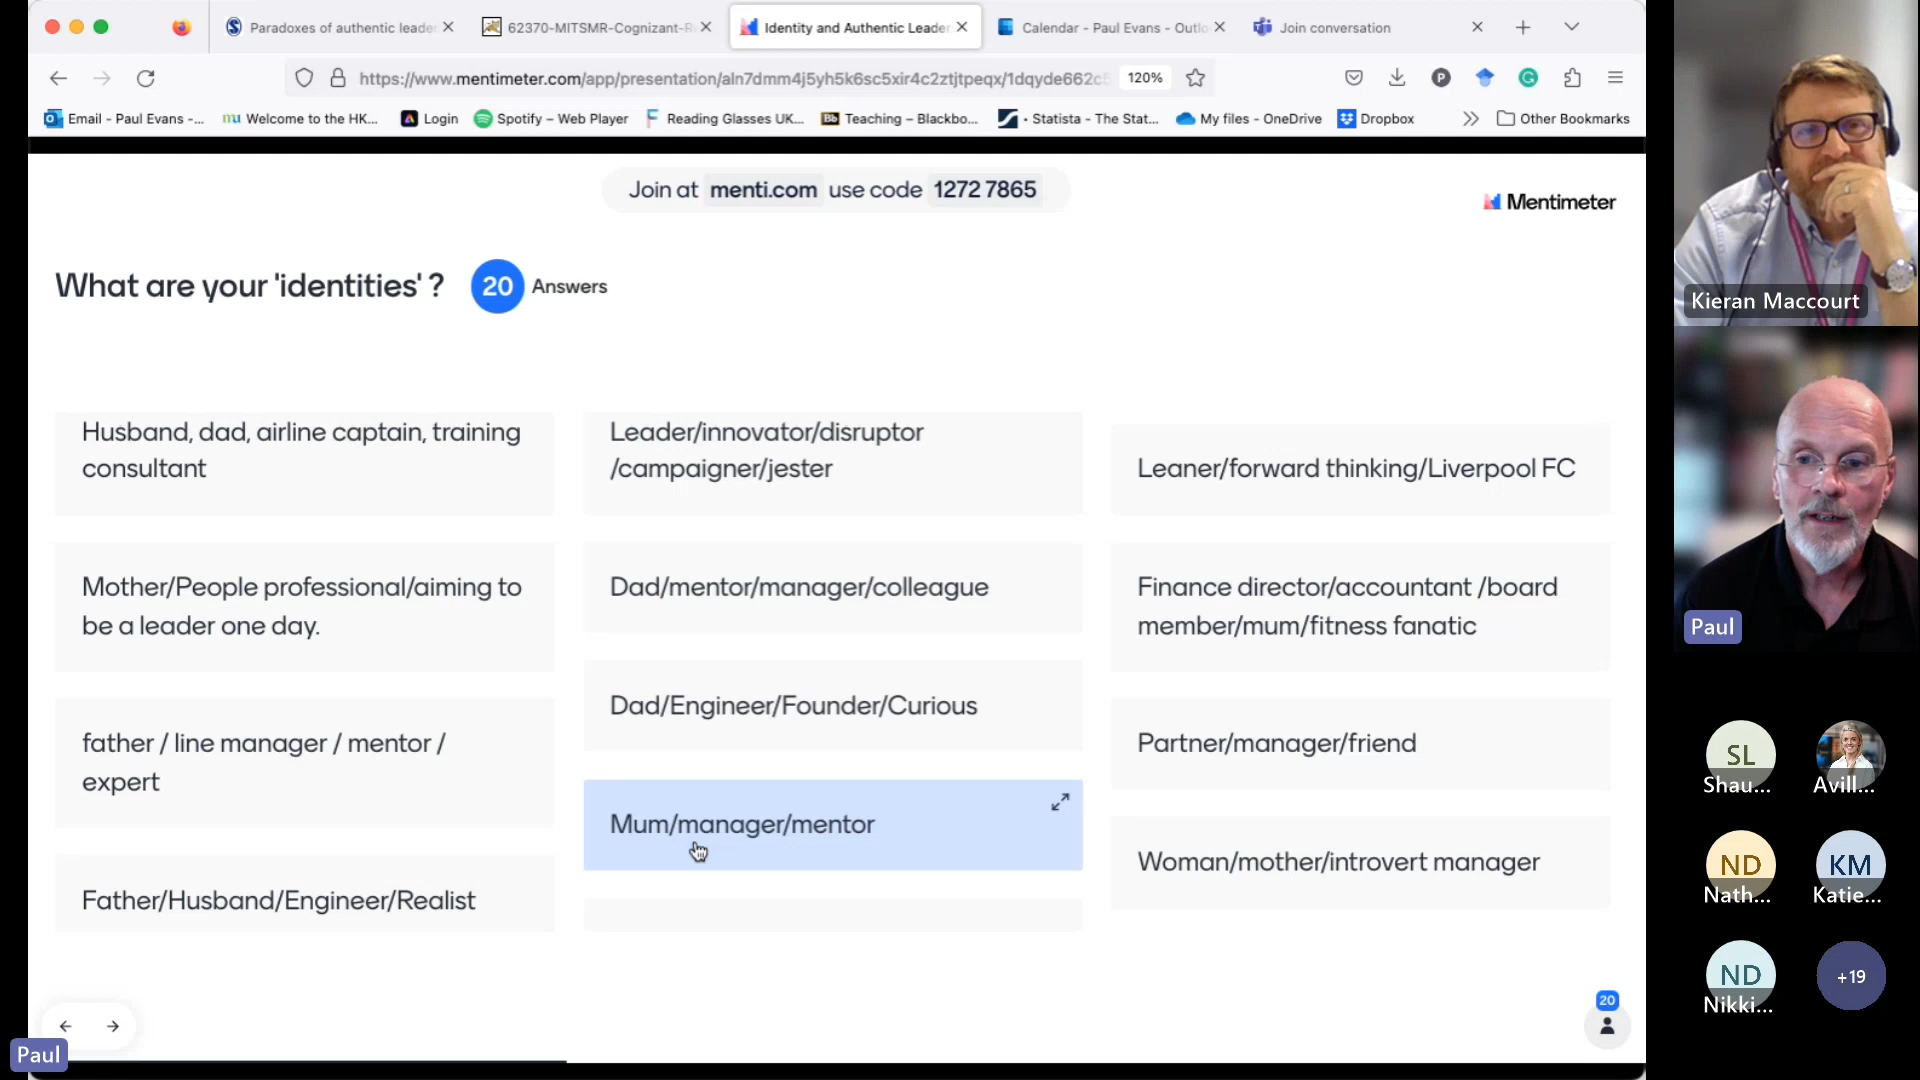 Paradoxes of authentic leade
62370-MITSMR-Cognizant-R
Identity and Authentic Leader
Calendar - Paul Evans - Outlo
Join conversation
https://www.mentimeter.com/app/presentation/aln7dmm4j5yh5k6sc5xir4c2ztjtpeqx/1dqyde662c5
120%
Email - Paul Evans -...
Welcome to the HK...
Login
Spotify – Web Player
Reading Glasses UK...
Bb Teaching – Blackbo...
• Statista - The Stat...
My files - OneDrive
Dropbox
Other Bookmarks
Join at menti.com use code 1272 7865
Mentimeter
What are your 'identities' ?
20 Answers
Husband, dad, airline captain, training
consultant
Mother/People professional/aiming to
be a leader one day.
father / line manager / mentor /
expert
Father/Husband/Engineer/Realist
Leader/innovator/disruptor
/campaigner/jester
Dad/mentor/manager/colleague
Dad/Engineer/Founder/Curious
Mum/manager/mentor
Leaner/forward thinking/Liverpool FC
Finance director/accountant /board
member/mum/fitness fanatic
Partner/manager/friend
Woman/mother/introvert manager
20
Paul
Kieran Maccourt
Paul
SL
Shau...
Avill...
ND
Nath...
KM
Katie...
ND
Nikki...
+19